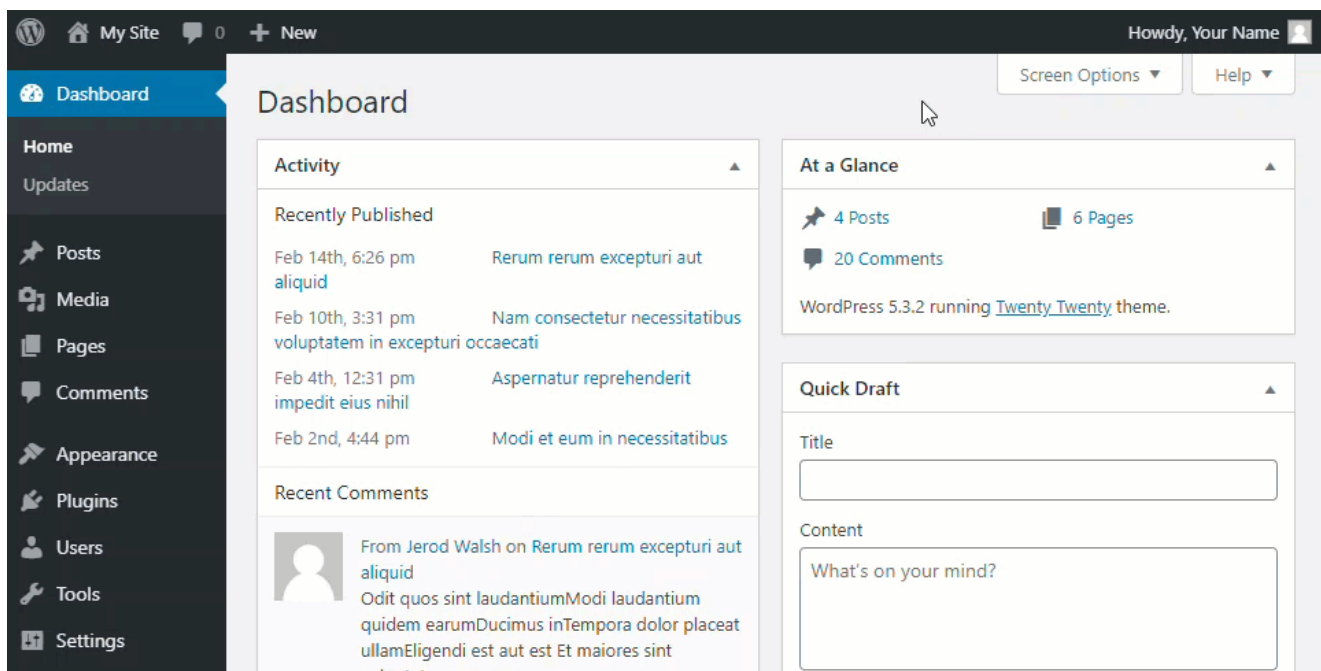 My Site
0
New
Howdy, Your Name
Screen Options
Help
Dashboard
Home
Updates
Posts
Media
Pages
Comments
Appearance
Plugins
Users
Tools
Settings
Dashboard
Activity
Recently Published
Feb 14th, 6:26 pm Rerum rerum excepturi aut
aliquid
Feb 10th, 3:31 pm Nam consectetur necessitatibus
voluptatem in excepturi occaecati
Feb 4th, 12:31 pm Aspernatur reprehenderit
impedit eius nihil
Feb 2nd, 4:44 pm Modi et eum in necessitatibus
Recent Comments
From Jerod Walsh on Rerum rerum excepturi aut
aliquid
Odit quos sint laudantiumModi laudantium
quidem earumDucimus inTempora dolor placeat
ullamEligendi est aut est Et maiores sint
At a Glance
4 Posts
6 Pages
20 Comments
WordPress 5.3.2 running Twenty Twenty theme.
Quick Draft
Title
Content
What's on your mind?